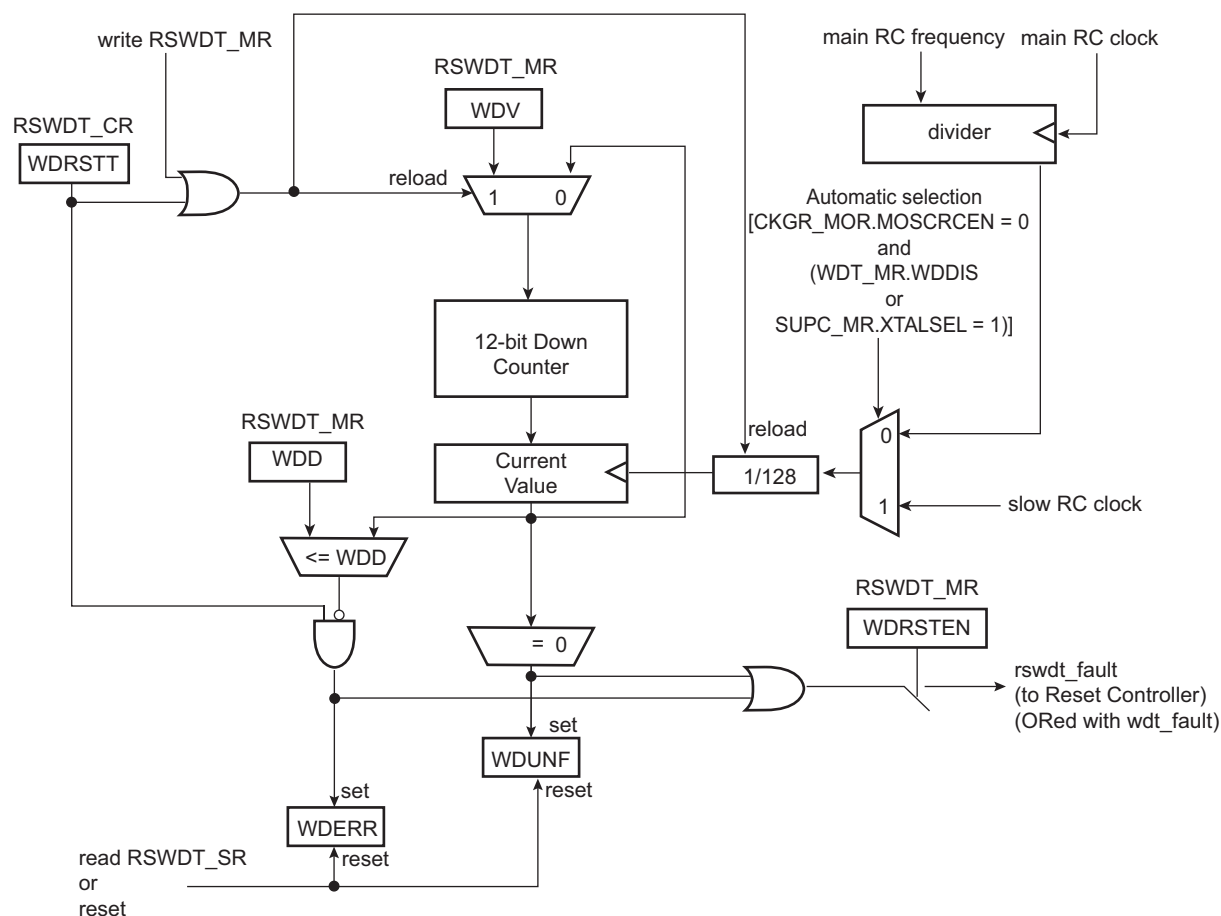 write RSWDT_MR
main RC frequency
main RC clock
RSWDT_MR
WDV
divider
RSWDT_CR
WDRSTT
reload
1
0
Automatic selection
[CKGR_MOR.MOSCRCEN = 0
and
(WDT_MR.WDDIS
or
SUPC_MR.XTALSEL = 1)]
12-bit Down
Counter
RSWDT_MR
WDD
reload
0
Current
Value
1/128
1
slow RC clock
<= WDD
RSWDT_MR
WDRSTEN
= 0
rswdt_fault
(to Reset Controller)
(ORed with wdt_fault)
set
WDUNF
reset
set
WDERR
reset
read RSWDT_SR
or
reset